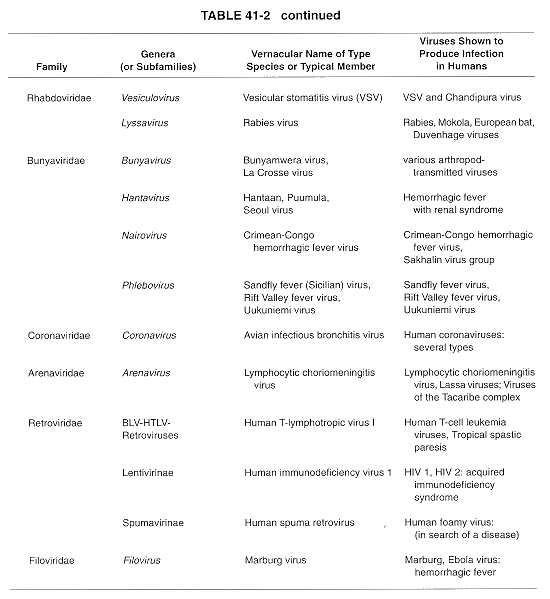 TABLE 41-2 continued
Family Genera (or Subfamilies) Vernacular Name of Type Species or Typical Member Viruses Shown to Produce Infection in Humans
Rhabdoviridae Vesiculovirus Vesicular stomatitis virus (VSV) VSV and Chandipura virus
Lyssavirus Rabies virus Rabies, Mokola, European bat,
Duvenhage viruses
Bunyaviridae Bunyavirus Bunyamwera virus, various arthropod-
La Crosse virus transmitted viruses
Hantavirus Hantaan, Puumula, Hemorrhagic fever
Seoul virus with renal syndrome
Nairovirus Crimean-Congo Crimean-Congo hemorrhagic
hemorrhagic fever virus fever virus,
Sakhalin virus group
Phlebovirus Sandfly fever (Sicilian) virus, Sandfly fever virus,
Rift Valley fever virus, Rift Valley fever virus,
Uukuniemi virus Uukuniemi virus
Coronaviridae Coronavirus Avian infectious bronchitis virus Human coronaviruses:
several types
Arenaviridae Arenavirus Lymphocytic choriomeningitis Lymphocytic choriomeningitis
virus virus, Lassa viruses; Viruses
of the Tacaribe complex
Retroviridae BLV-HTLV- Human T-lymphotropic virus I Human T-cell leukemia
Retroviruses viruses, Tropical spastic
paresis
Lentivirinae Human immunodeficiency virus 1 HIV 1, HIV 2: acquired
immunodeficiency
syndrome
Spumavirinae Human spuma retrovirus Human foamy virus:
(in search of a disease)
Filoviridae Filovirus Marburg virus Marburg, Ebola virus:
hemorrhagic fever